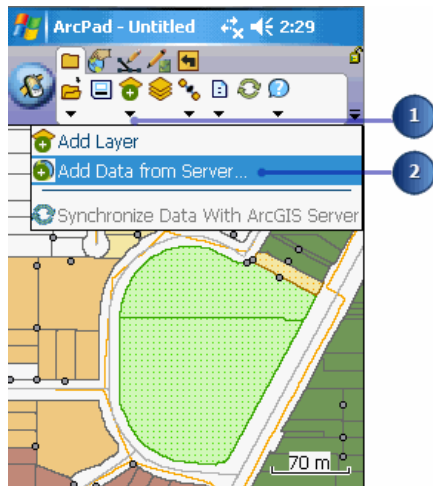 ArcPad - Untitled 2:29
1
Add Layer
Add Data from Server...
2
Synchronize Data With ArcGIS Server
70 m